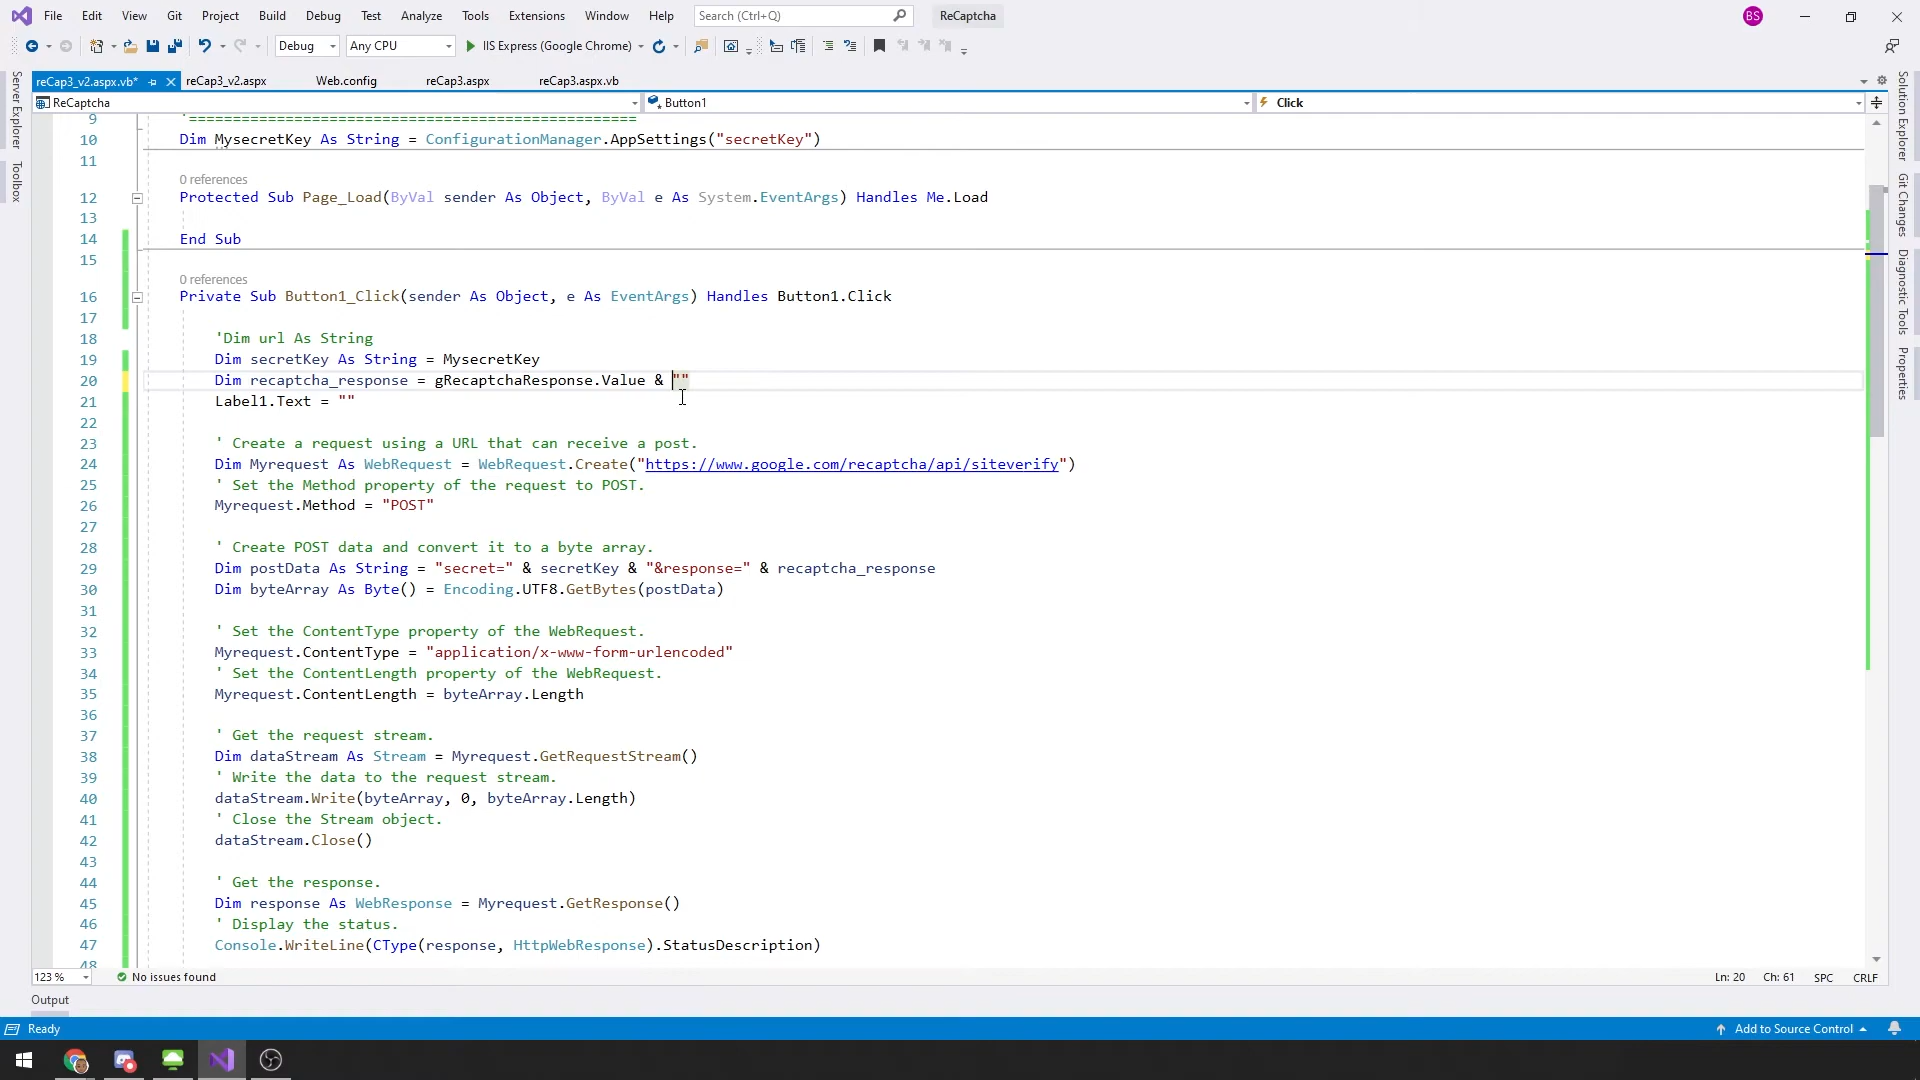 File Edit View Git Project Build Debug Test Analyze Tools Extensions Window Help Search (Ctrl+Q) ReCaptcha BS
Debug Any CPU IIS Express (Google Chrome)
reCap3_v2.aspx.vb* reCap3_v2.aspx Web.config reCap3.aspx reCap3.aspx.vb
ReCaptcha Button1 Click
Server Explorer
Toolbox
Solution Explorer
Git Changes
Diagnostic Tools
Properties
9 '===================================================
10 Dim MysecretKey As String = ConfigurationManager.AppSettings("secretKey")
11
0 references
12 Protected Sub Page_Load(ByVal sender As Object, ByVal e As System.EventArgs) Handles Me.Load
13
14 End Sub
15
0 references
16 Private Sub Button1_Click(sender As Object, e As EventArgs) Handles Button1.Click
17
18 'Dim url As String
19 Dim secretKey As String = MysecretKey
20 Dim recaptcha_response = gRecaptchaResponse.Value & ""
21 Label1.Text = ""
22
23 ' Create a request using a URL that can receive a post.
24 Dim Myrequest As WebRequest = WebRequest.Create("https://www.google.com/recaptcha/api/siteverify")
25 ' Set the Method property of the request to POST.
26 Myrequest.Method = "POST"
27
28 ' Create POST data and convert it to a byte array.
29 Dim postData As String = "secret=" & secretKey & "&response=" & recaptcha_response
30 Dim byteArray As Byte() = Encoding.UTF8.GetBytes(postData)
31
32 ' Set the ContentType property of the WebRequest.
33 Myrequest.ContentType = "application/x-www-form-urlencoded"
34 ' Set the ContentLength property of the WebRequest.
35 Myrequest.ContentLength = byteArray.Length
36
37 ' Get the request stream.
38 Dim dataStream As Stream = Myrequest.GetRequestStream()
39 ' Write the data to the request stream.
40 dataStream.Write(byteArray, 0, byteArray.Length)
41 ' Close the Stream object.
42 dataStream.Close()
43
44 ' Get the response.
45 Dim response As WebResponse = Myrequest.GetResponse()
46 ' Display the status.
47 Console.WriteLine(CType(response, HttpWebResponse).StatusDescription)
48
123 % No issues found Ln: 20 Ch: 61 SPC CRLF
Output
Ready Add to Source Control